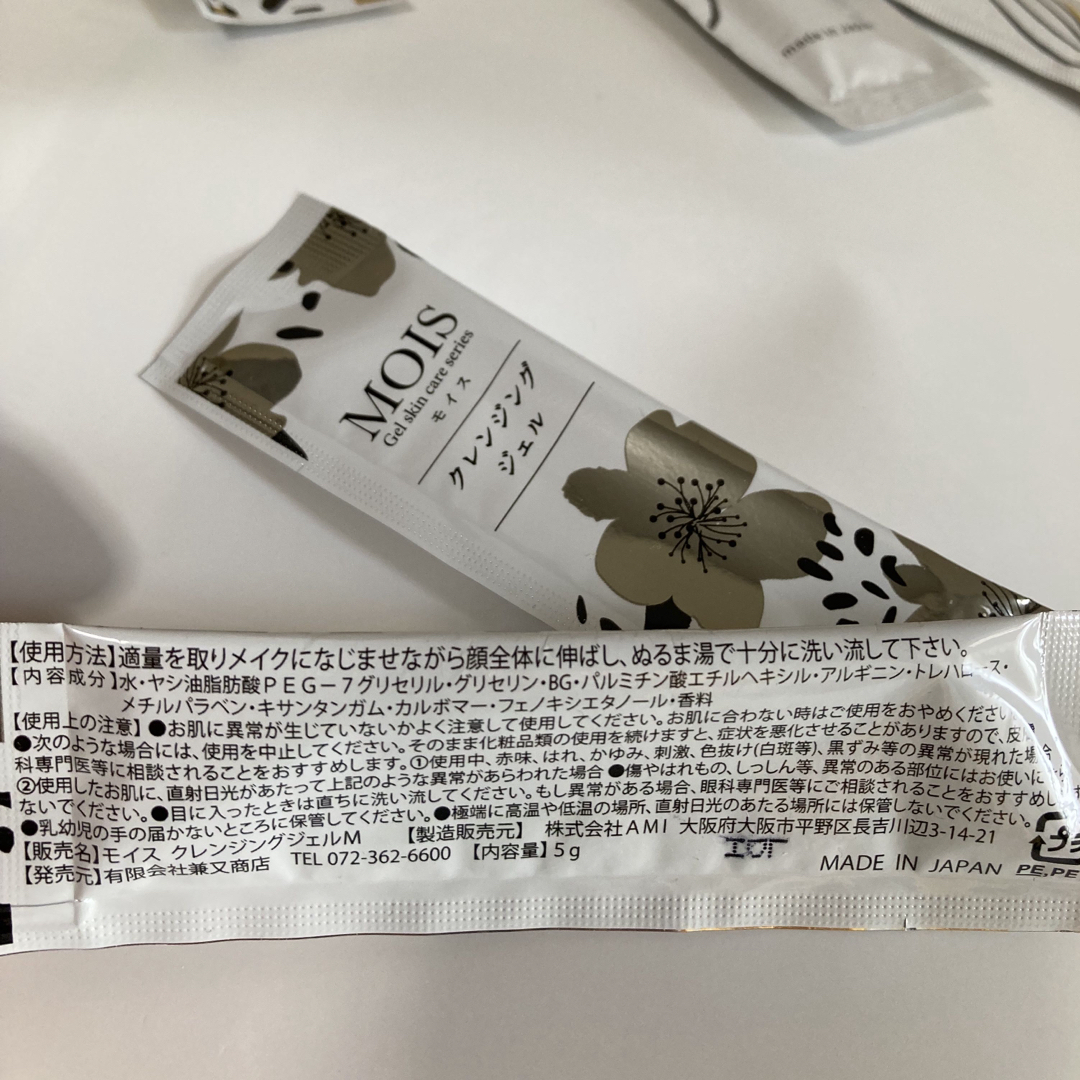 made in Japan
MOIS
Gel skin care series
モイス
クレンジング
ジェル
【使用方法】適量を取りメイクになじませながら顔全体に伸ばし、ぬるま湯で十分に洗い流して下さい。
【内容成分】水・ヤシ油脂肪酸PEG－7グリセリル・グリセリン・BG・パルミチン酸エチルヘキシル・アルギニン・トレハロース・
メチルパラベン・キサンタンガム・カルボマー・フェノキシエタノール・香料
【使用上の注意】●お肌に異常が生じていないかよく注意して使用してください。お肌に合わない時はご使用をおやめください。
●次のような場合には、使用を中止してください。そのまま化粧品類の使用を続けますと、症状を悪化させることがありますので、皮膚
科専門医等に相談されることをおすすめします。①使用中、赤味、はれ、かゆみ、刺激、色抜け(白斑等)、黒ずみ等の異常が現れた場合
②使用したお肌に、直射日光があたって上記のような異常があらわれた場合●傷やはれもの、しっしん等、異常のある部位にはお使いに
ないでください。●目に入ったときは直ちに洗い流してください。もし異常がある場合、眼科専門医等にご相談されることをおすすめし
●乳幼児の手の届かないところに保管してください。●極端に高温や低温の場所、直射日光のあたる場所には保管しないでください。
【販売名】モイス クレンジングジェルM 【製造販売元】 株式会社AMI 大阪府大阪市平野区長吉川辺3-14-21
【発売元】有限会社兼又商店 TEL 072-362-6600 【内容量】5g
MADE IN JAPAN
プラ
PE,PE